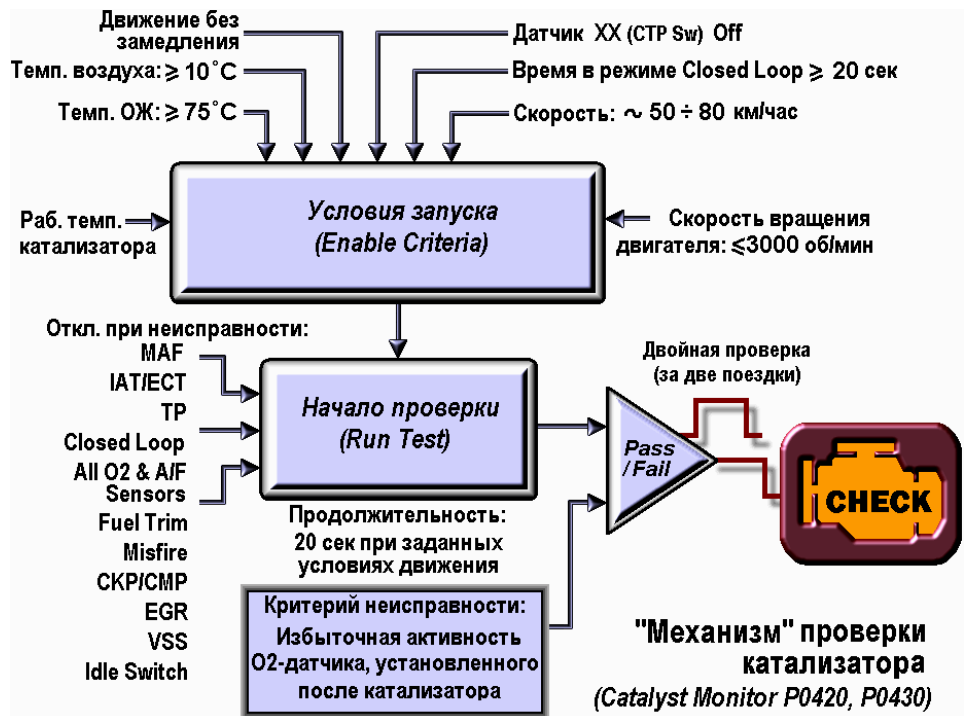 Движение без
замедления
Темп. воздуха: ⩾ 10˚C
Темп. ОЖ: ⩾ 75˚C
Датчик XX (CTP Sw) Off
Время в режиме Closed Loop ⩾ 20 сек
Скорость: ~ 50 ÷ 80 км/час
Раб. темп.
катализатора
Условия запуска
(Enable Criteria)
Скорость вращения
двигателя: ⩽3000 об/мин
Откл. при неисправности:
MAF
IAT/ECT
TP
Closed Loop
All O2 & A/F
Sensors
Fuel Trim
Misfire
CKP/CMP
EGR
VSS
Idle Switch
Начало проверки
(Run Test)
Продолжительность:
20 сек при заданных
условиях движения
Двойная проверка
(за две поездки)
Pass
/Fail
CHECK
Критерий неисправности:
Избыточная активность
О2-датчика, установленного
после катализатора
"Механизм" проверки
катализатора
(Catalyst Monitor P0420, P0430)